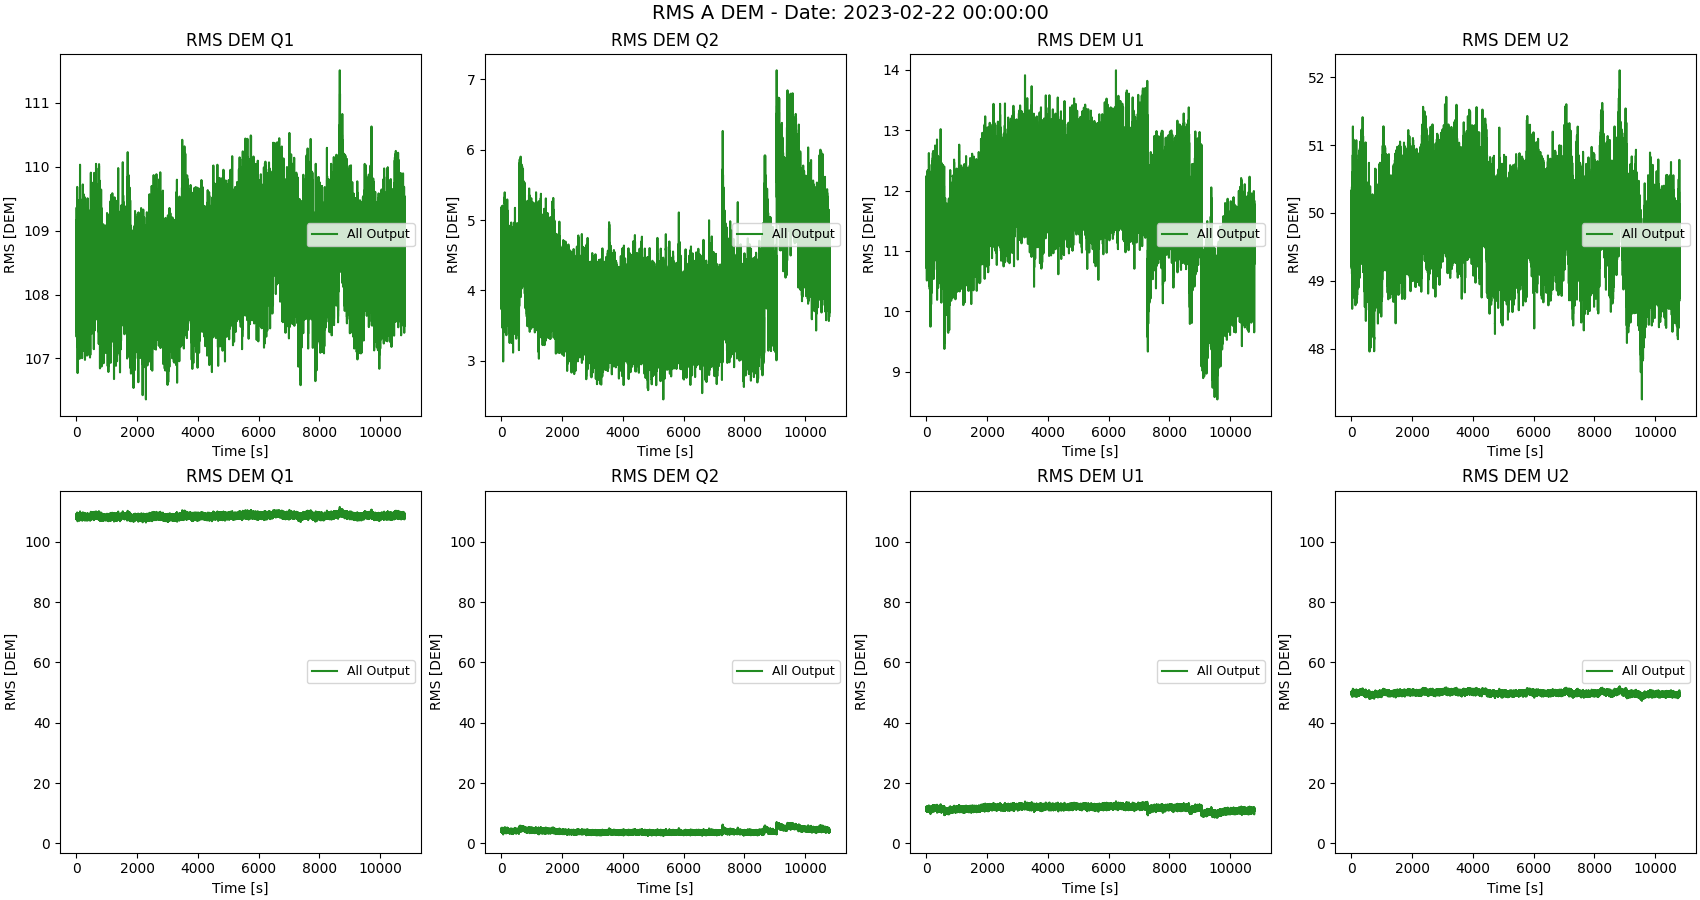 RMS A DEM - Date: 2023-02-22 00:00:00
RMS DEM Q1
RMS [DEM]
111
110
109
108
107
All Output
0 2000 4000 6000 8000 10000
Time [s]
RMS DEM Q2
RMS [DEM]
7
6
5
4
3
All Output
0 2000 4000 6000 8000 10000
Time [s]
RMS DEM U1
RMS [DEM]
14
13
12
11
10
9
All Output
0 2000 4000 6000 8000 10000
Time [s]
RMS DEM U2
RMS [DEM]
52
51
50
49
48
All Output
0 2000 4000 6000 8000 10000
Time [s]
RMS DEM Q1
RMS [DEM]
100
80
60
40
20
0
All Output
0 2000 4000 6000 8000 10000
Time [s]
RMS DEM Q2
RMS [DEM]
100
80
60
40
20
0
All Output
0 2000 4000 6000 8000 10000
Time [s]
RMS DEM U1
RMS [DEM]
100
80
60
40
20
0
All Output
0 2000 4000 6000 8000 10000
Time [s]
RMS DEM U2
RMS [DEM]
100
80
60
40
20
0
All Output
0 2000 4000 6000 8000 10000
Time [s]